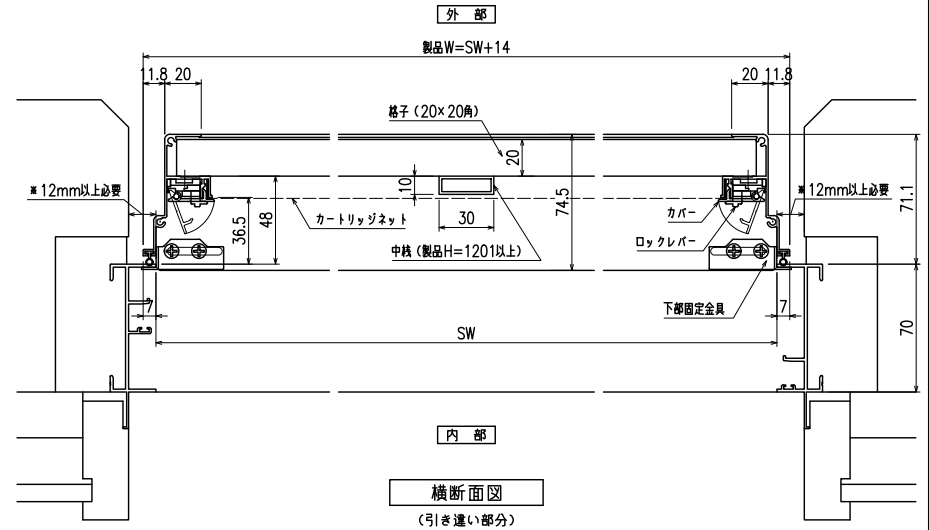 外 部
製品W=SW+14
11.8 20
20 11.8
格子（20×20角）
20
※12mm以上必要
※12mm以上必要
10
30
74.5
71.1
36.5
48
カートリッジネット
カバー
ロックレバー
中桟（製品H=1201以上）
下部固定金具
7
7
SW
70
内 部
横断面図
（引き違い部分）